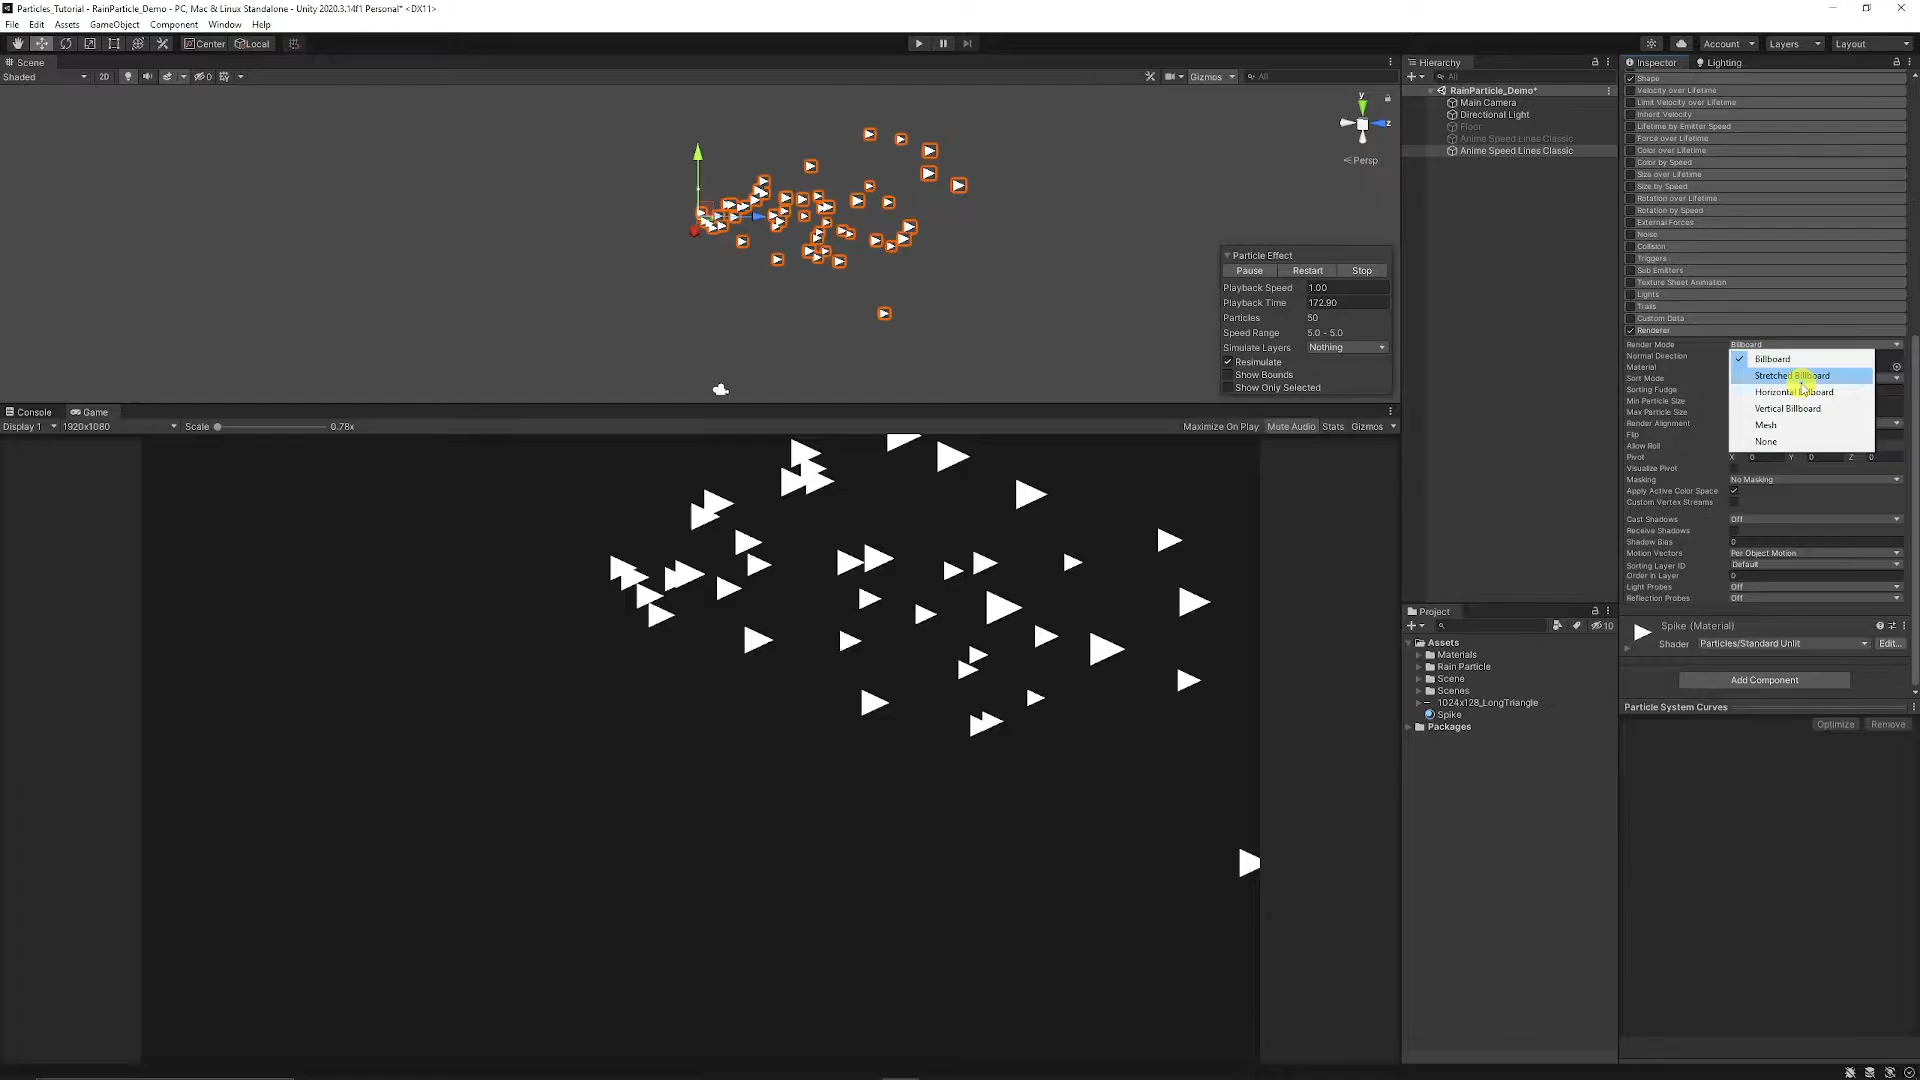 Particles_Tutorial - RainParticle_Demo - PC, Mac & Linux Standalone - Unity 2020.3.14f1 Personal* <DX11>
File Edit Assets GameObject Component Window Help
Center Local
Account Layers Layout
Scene
Shaded 2D 0 Gizmos All
y
z
Persp
Particle Effect
Pause Restart Stop
Playback Speed 1.00
Playback Time 172.90
Particles 50
Speed Range 5.0 - 5.0
Simulate Layers Nothing
Resimulate
Show Bounds
Show Only Selected
Console Game
Display 1 1920x1080 Scale 0.78x Maximize On Play Mute Audio Stats Gizmos
Hierarchy
All
RainParticle_Demo*
Main Camera
Directional Light
Floor
Anime Speed Lines Classic
Anime Speed Lines Classic
Project
10
Assets
Materials
Rain Particle
Scene
Scenes
1024x128_LongTriangle
Spike
Packages
Inspector Lighting
Shape
Velocity over Lifetime
Limit Velocity over Lifetime
Inherit Velocity
Lifetime by Emitter Speed
Force over Lifetime
Color over Lifetime
Color by Speed
Size over Lifetime
Size by Speed
Rotation over Lifetime
Rotation by Speed
External Forces
Noise
Collision
Triggers
Sub Emitters
Texture Sheet Animation
Lights
Trails
Custom Data
Renderer
Render Mode Billboard
Normal Direction
Material
Sort Mode
Sorting Fudge
Min Particle Size
Max Particle Size
Render Alignment
Flip
Allow Roll
Billboard
Stretched Billboard
Horizontal Billboard
Vertical Billboard
Mesh
None
Pivot X 0 Y 0 Z 0
Visualize Pivot
Masking No Masking
Apply Active Color Space
Custom Vertex Streams
Cast Shadows Off
Receive Shadows
Shadow Bias 0
Motion Vectors Per Object Motion
Sorting Layer ID Default
Order in Layer 0
Light Probes Off
Reflection Probes Off
Spike (Material)
Shader Particles/Standard Unlit Edit...
Add Component
Particle System Curves
Optimize Remove